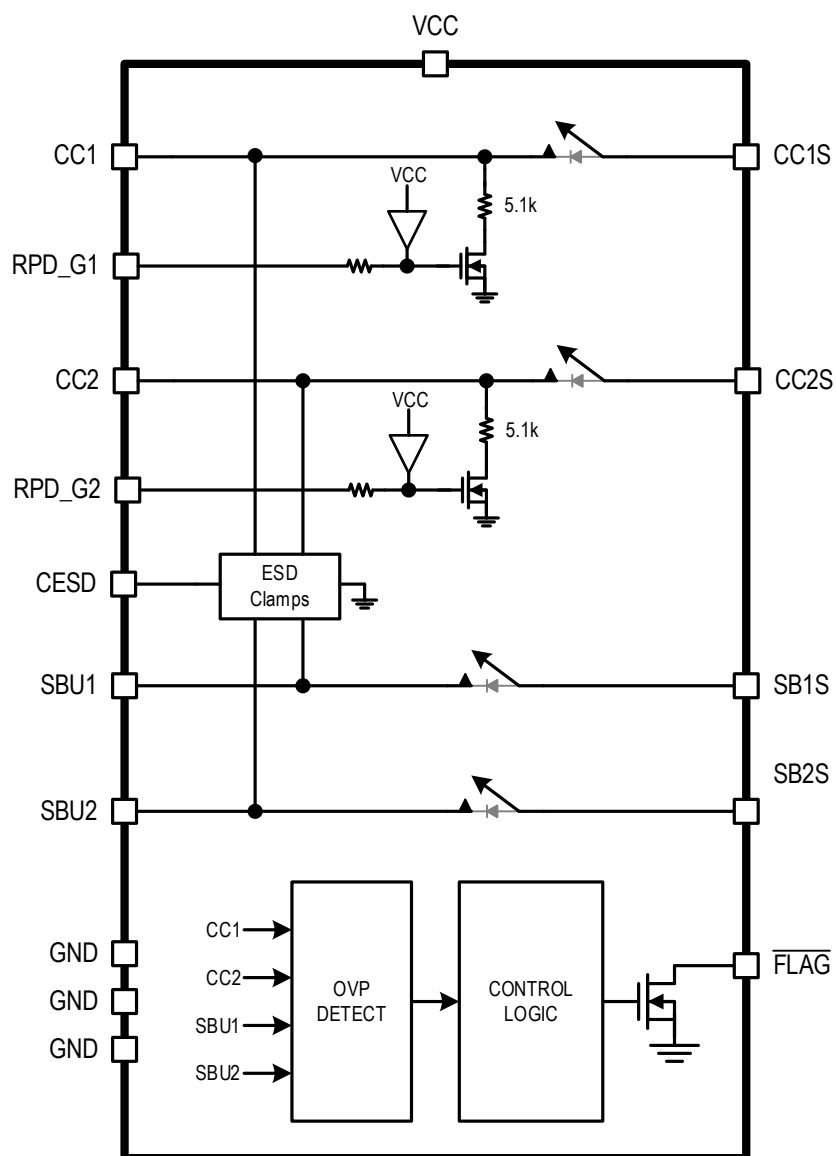 VCC
CC1
CC1S
VCC
5.1k
RPD_G1
CC2
CC2S
VCC
5.1k
RPD_G2
CESD
ESD
Clamps
SBU1
SB1S
SB2S
SBU2
GND
GND
GND
CC1
CC2
SBU1
SBU2
OVP
DETECT
CONTROL
LOGIC
FLAG